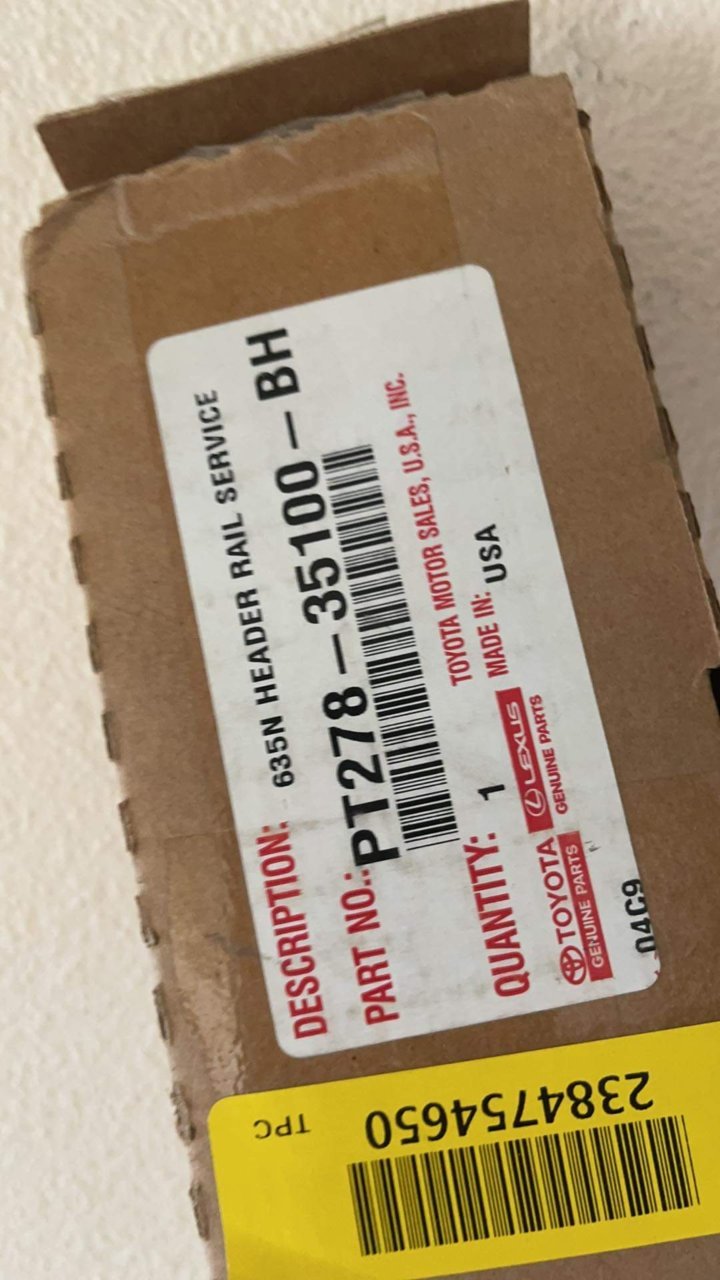 DESCRIPTION: 635N HEADER RAIL SERVICE
PART NO.: PT278-35100-BH
TOYOTA MOTOR SALES, U.S.A., INC.
QUANTITY: 1 MADE IN: USA
TOYOTA
GENUINE PARTS
LEXUS
GENUINE PARTS
04C9
TPC
2384754650